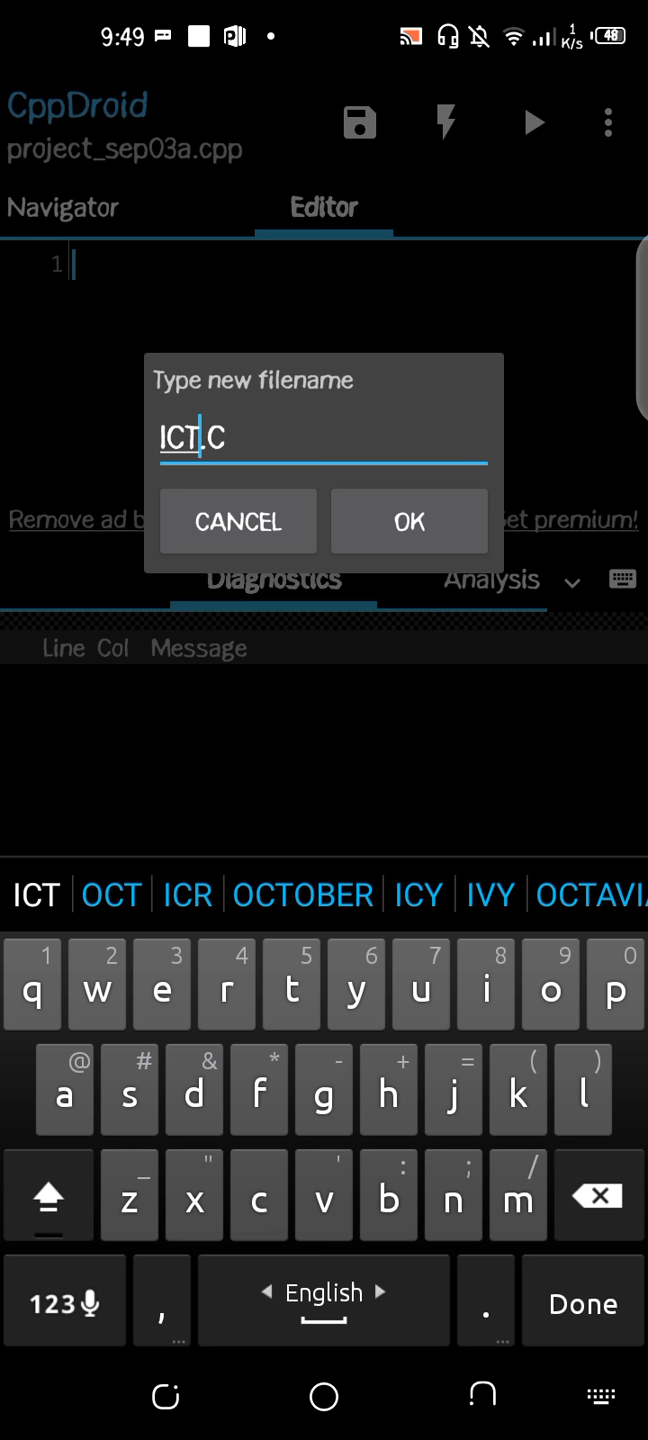 9:49 1 K/s 48
CppDroid
project_sep03a.cpp
Navigator Editor
1
Type new filename
ICT.C
CANCEL OK
Remove ad b et premium!
Diagnostics Analysis
Line Col Message
ICT OCT ICR OCTOBER ICY IVY OCTAVIA
1 2 3 4 5 6 7 8 9 0
q w e r t y u i o p
@ # & * - + = ( )
a s d f g h j k l
_ " ' : ; /
z x c v b n m
123 , English . Done
... ...